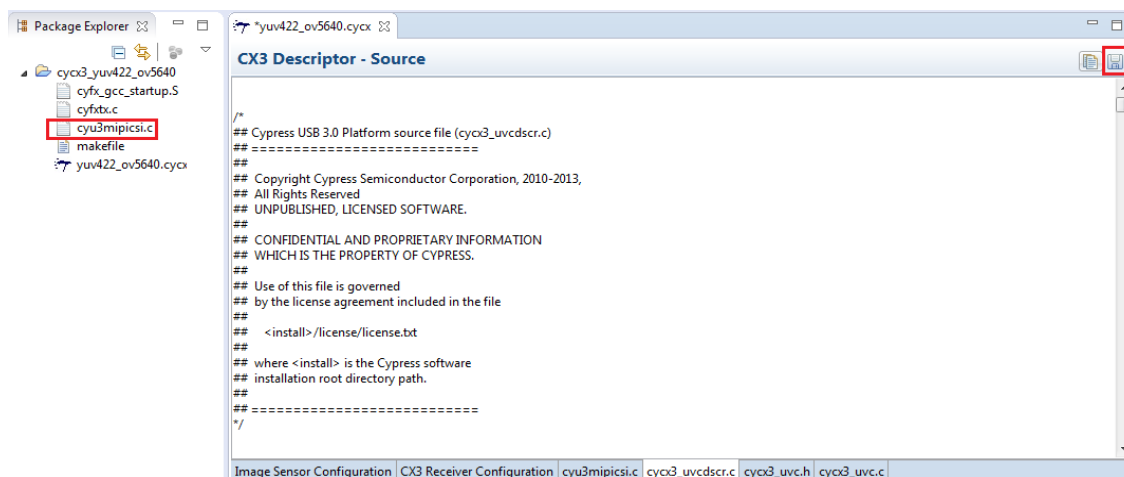 Package Explorer
cycx3_yuv422_ov5640
cyfx_gcc_startup.S
cyfxtx.c
cyu3mipicsi.c
makefile
yuv422_ov5640.cycx
*yuv422_ov5640.cycx
CX3 Descriptor - Source
/*
## Cypress USB 3.0 Platform source file (cycx3_uvcdscr.c)
## ===========================
##
##  Copyright Cypress Semiconductor Corporation, 2010-2013,
##  All Rights Reserved
##  UNPUBLISHED, LICENSED SOFTWARE.
##
##  CONFIDENTIAL AND PROPRIETARY INFORMATION
##  WHICH IS THE PROPERTY OF CYPRESS.
##
##  Use of this file is governed
##  by the license agreement included in the file
##
##     <install>/license/license.txt
##
##  where <install> is the Cypress software
##  installation root directory path.
##
## ===========================
*/
Image Sensor Configuration CX3 Receiver Configuration cyu3mipicsi.c cycx3_uvcdscr.c cycx3_uvc.h cycx3_uvc.c